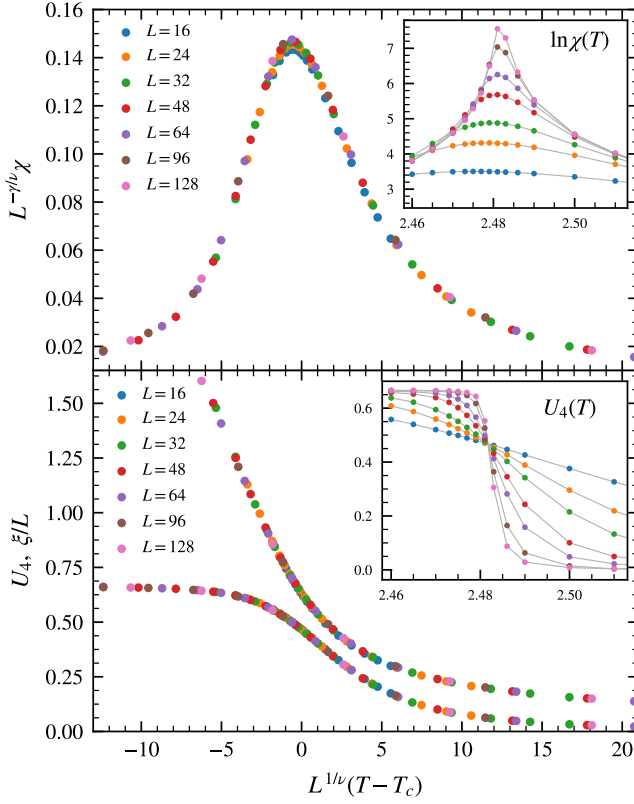 0.16
0.14
0.12
0.10
0.08
0.06
0.04
0.02
L^{-γ/ν}χ
L=16
L=24
L=32
L=48
L=64
L=96
L=128
ln χ(T)
7
6
5
4
3
2.46 2.48 2.50
1.50
1.25
1.00
0.75
0.50
0.25
0.00
U₄, ξ/L
L=16
L=24
L=32
L=48
L=64
L=96
L=128
U₄(T)
0.6
0.4
0.2
0.0
2.46 2.48 2.50
−10 −5 0 5 10 15 20
L^{1/ν}(T−T_c)